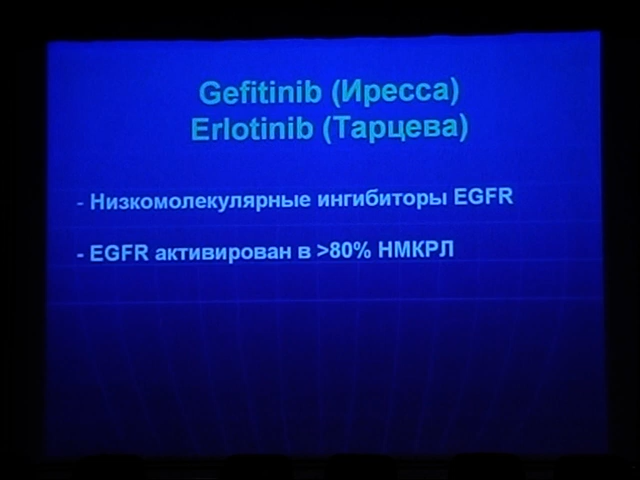 Gefitinib (Иресса)
Erlotinib (Тарцева)
- Низкомолекулярные ингибиторы EGFR
- EGFR активирован в >80% НМКРЛ